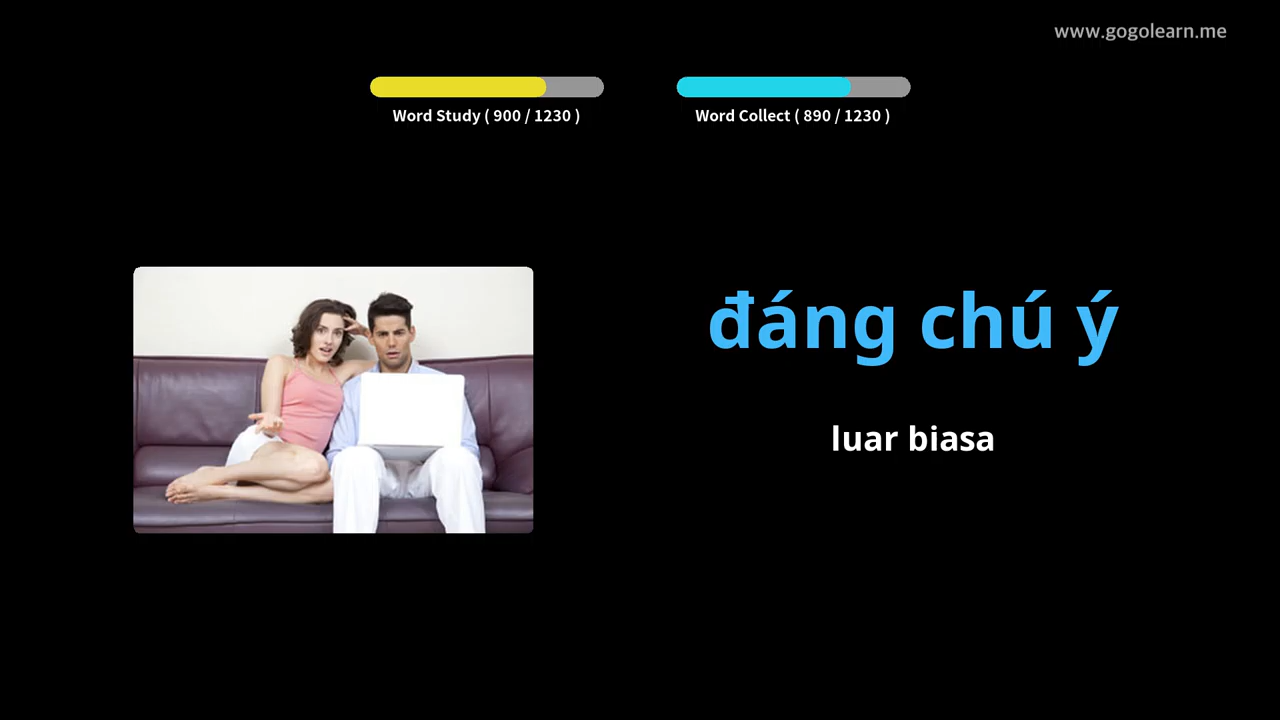 www.gogolearn.me
Word Study ( 900 / 1230 )
Word Collect ( 890 / 1230 )
đáng chú ý
luar biasa